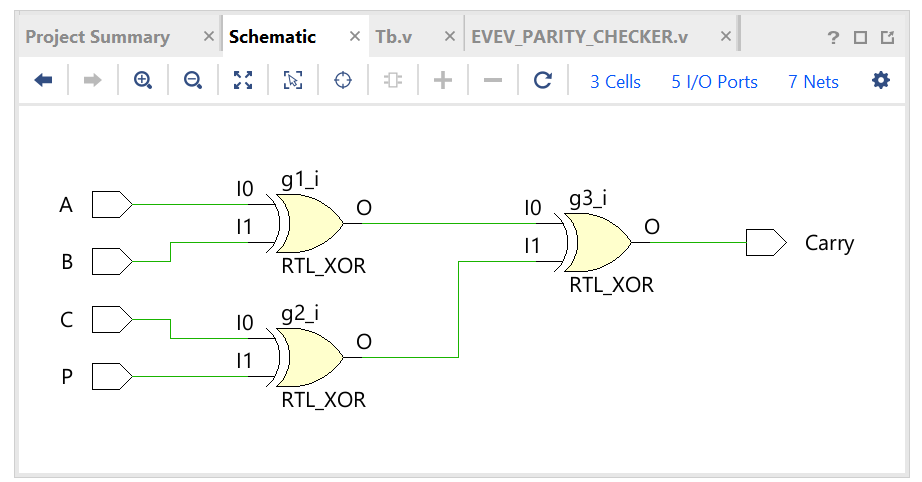 Project Summary × Schematic × Tb.v × EVEV_PARITY_CHECKER.v × ?
3 Cells 5 I/O Ports 7 Nets
A
B
C
P
I0
I1
g1_i
O
RTL_XOR
I0
I1
g2_i
O
RTL_XOR
I0
I1
g3_i
O
RTL_XOR
Carry